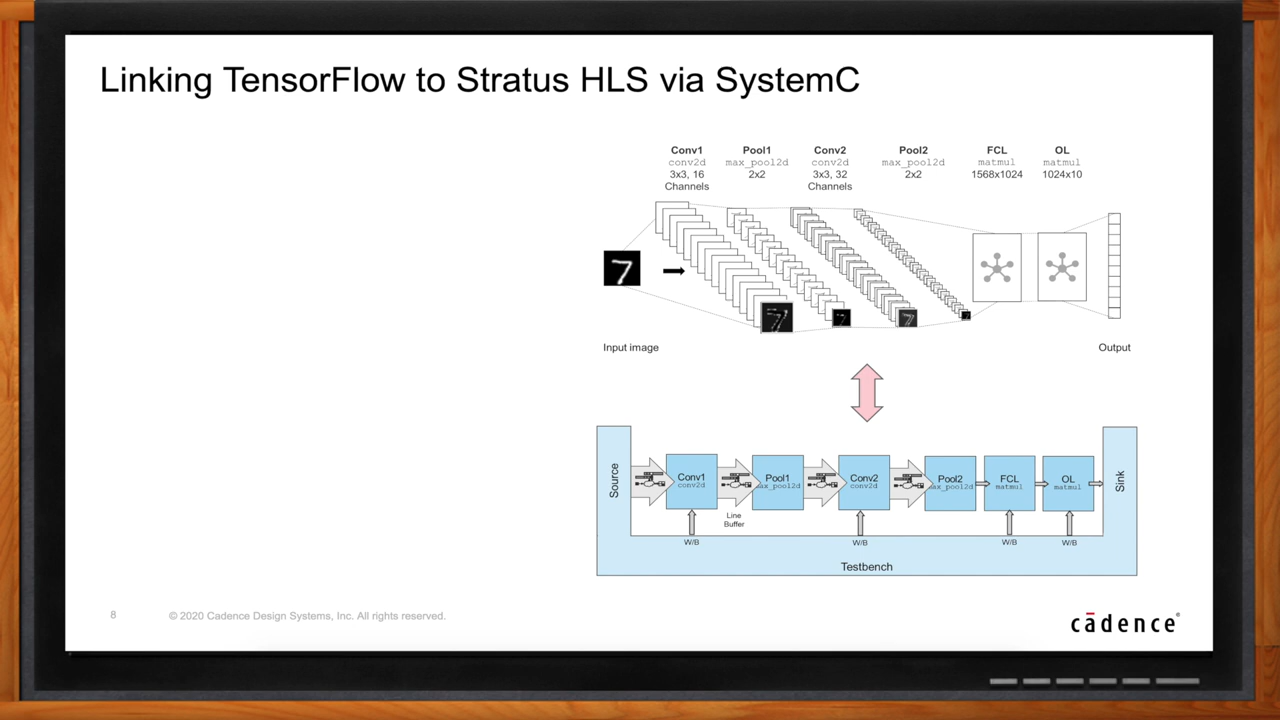 Linking TensorFlow to Stratus HLS via SystemC
Conv1
conv2d
3x3, 16
Channels
Pool1
max_pool2d
2x2
Conv2
conv2d
3x3, 32
Channels
Pool2
max_pool2d
2x2
FCL
matmul
1568x1024
OL
matmul
1024x10
7
Input image
Output
Source
Conv1
conv2d
Line
Buffer
Pool1
max_pool2d
Conv2
conv2d
Pool2
max_pool2d
FCL
matmul
OL
matmul
Sink
W/B
W/B
W/B
W/B
Testbench
8
© 2020 Cadence Design Systems, Inc. All rights reserved.
cādence®